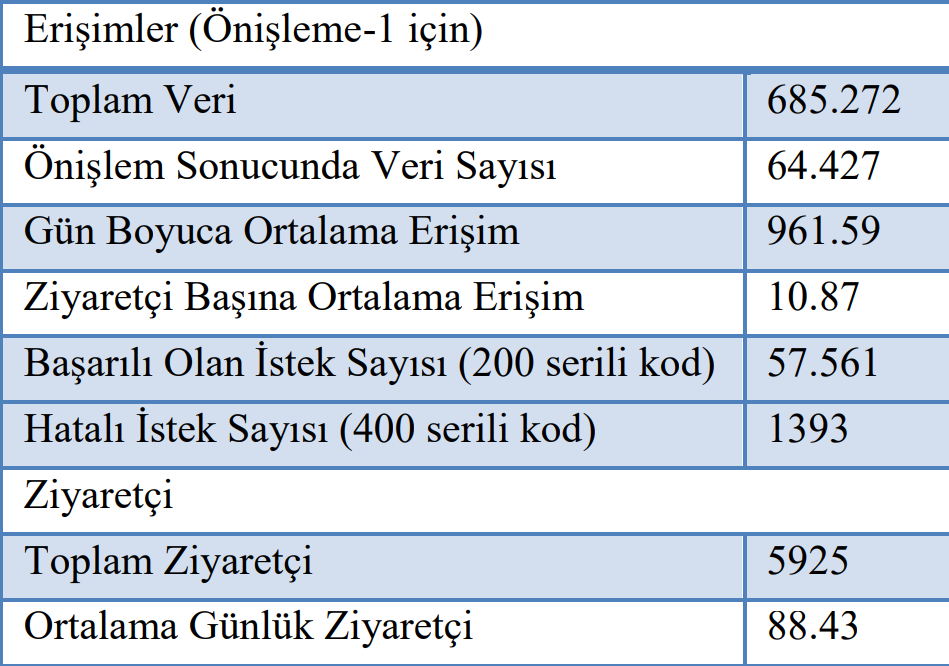 Erişimler (Önişleme-1 için)
Toplam Veri 685.272
Önişlem Sonucunda Veri Sayısı 64.427
Gün Boyuca Ortalama Erişim 961.59
Ziyaretçi Başına Ortalama Erişim 10.87
Başarılı Olan İstek Sayısı (200 serili kod) 57.561
Hatalı İstek Sayısı (400 serili kod) 1393
Ziyaretçi
Toplam Ziyaretçi 5925
Ortalama Günlük Ziyaretçi 88.43